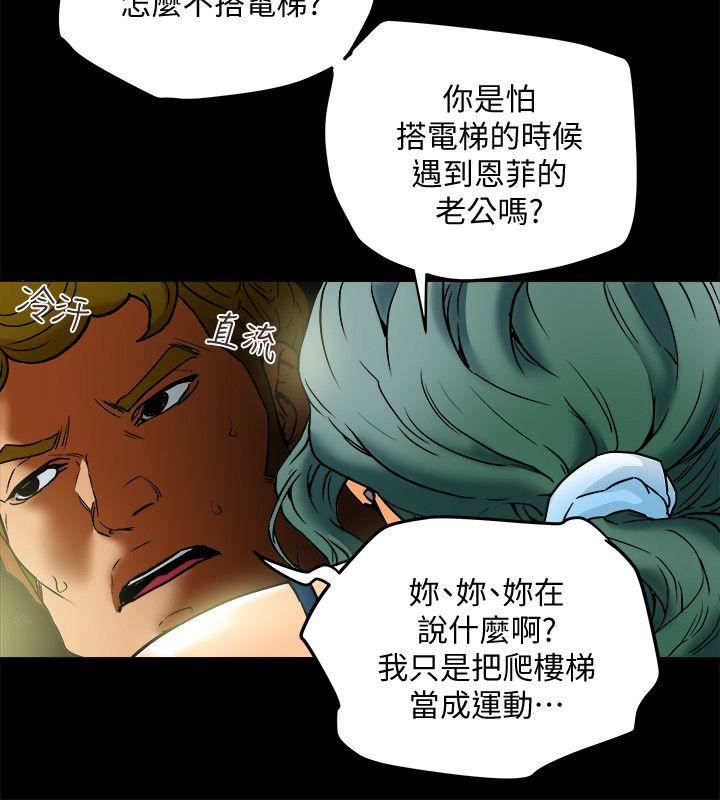 怎麼不搭電梯?
你是怕
搭電梯的時候
遇到恩菲的
老公嗎?
冷汗
直流
妳、妳、妳在
說什麼啊?
我只是把爬樓梯
當成運動…